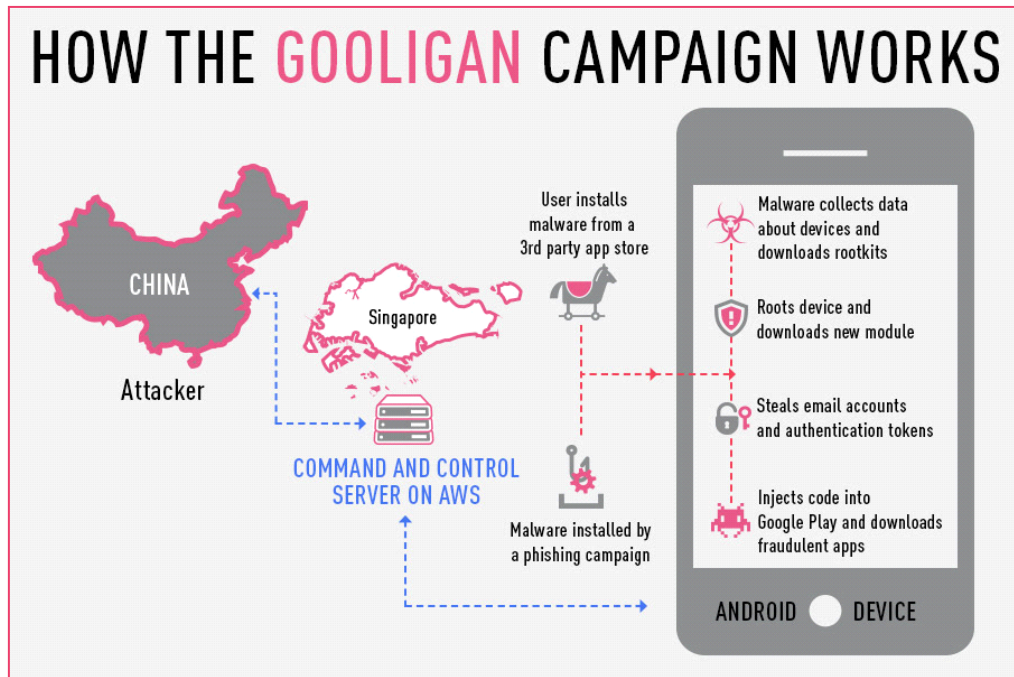 HOW THE GOOLIGAN CAMPAIGN WORKS
CHINA
Attacker
Singapore
COMMAND AND CONTROL
SERVER ON AWS
User installs
malware from a
3rd party app store
Malware installed by
a phishing campaign
Malware collects data
about devices and
downloads rootkits
Roots device and
downloads new module
Steals email accounts
and authentication tokens
Injects code into
Google Play and downloads
fraudulent apps
ANDROID DEVICE